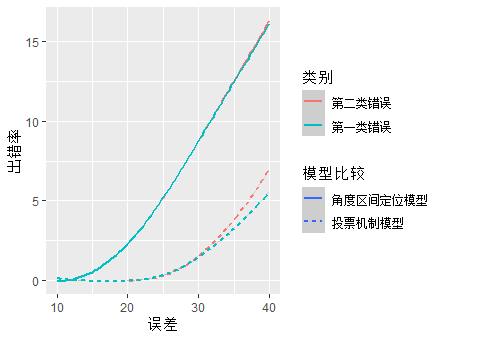 15
10
5
0
出错率
10
20
30
40
误差
类别
第二类错误
第一类错误
模型比较
角度区间定位模型
投票机制模型